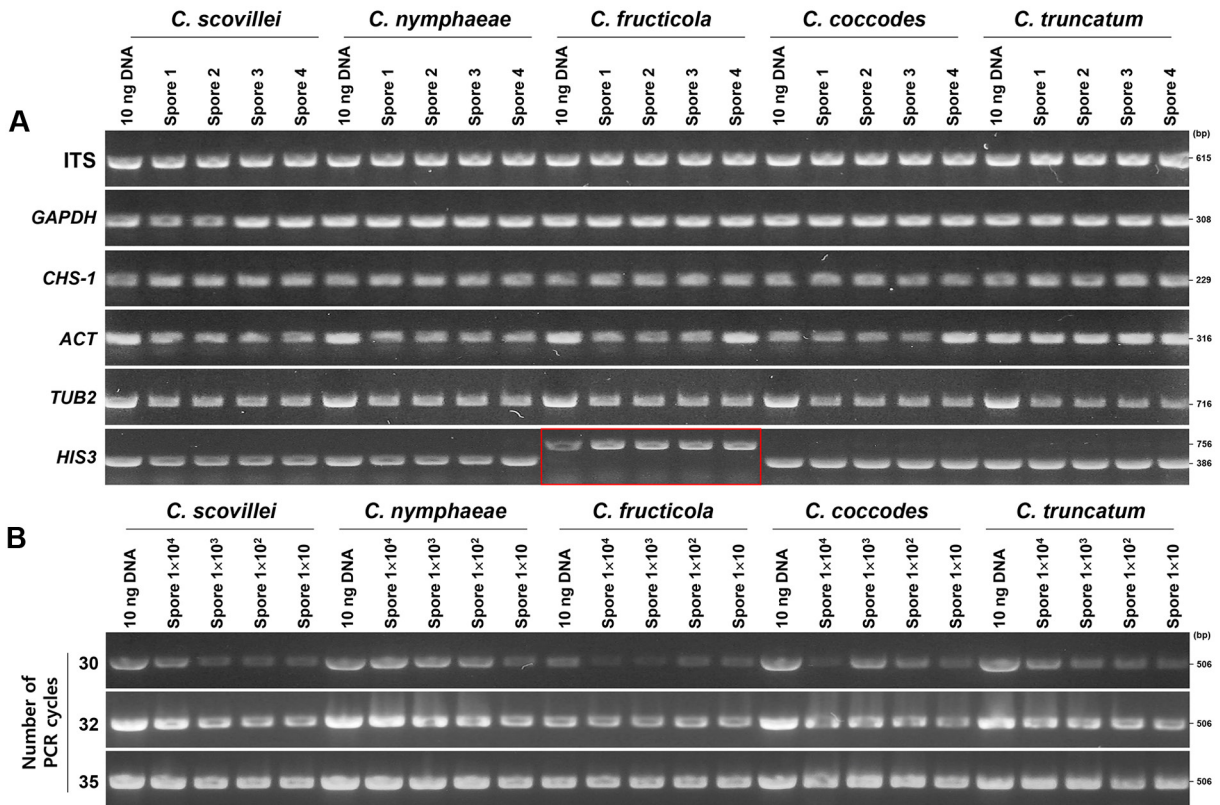 C. scovillei C. nymphaeae C. fructicola C. coccodes C. truncatum
10 ng DNA Spore 1 Spore 2 Spore 3 Spore 4 10 ng DNA Spore 1 Spore 2 Spore 3 Spore 4 10 ng DNA Spore 1 Spore 2 Spore 3 Spore 4 10 ng DNA Spore 1 Spore 2 Spore 3 Spore 4 10 ng DNA Spore 1 Spore 2 Spore 3 Spore 4
A
(bp)
ITS 615
GAPDH 308
CHS-1 229
ACT 316
TUB2 716
HIS3 756
386
C. scovillei C. nymphaeae C. fructicola C. coccodes C. truncatum
B
10 ng DNA Spore 1×10⁴ Spore 1×10³ Spore 1×10² Spore 1×10 10 ng DNA Spore 1×10⁴ Spore 1×10³ Spore 1×10² Spore 1×10 10 ng DNA Spore 1×10⁴ Spore 1×10³ Spore 1×10² Spore 1×10 10 ng DNA Spore 1×10⁴ Spore 1×10³ Spore 1×10² Spore 1×10 10 ng DNA Spore 1×10⁴ Spore 1×10³ Spore 1×10² Spore 1×10
(bp)
Number of
PCR cycles
30 506
32 506
35 506